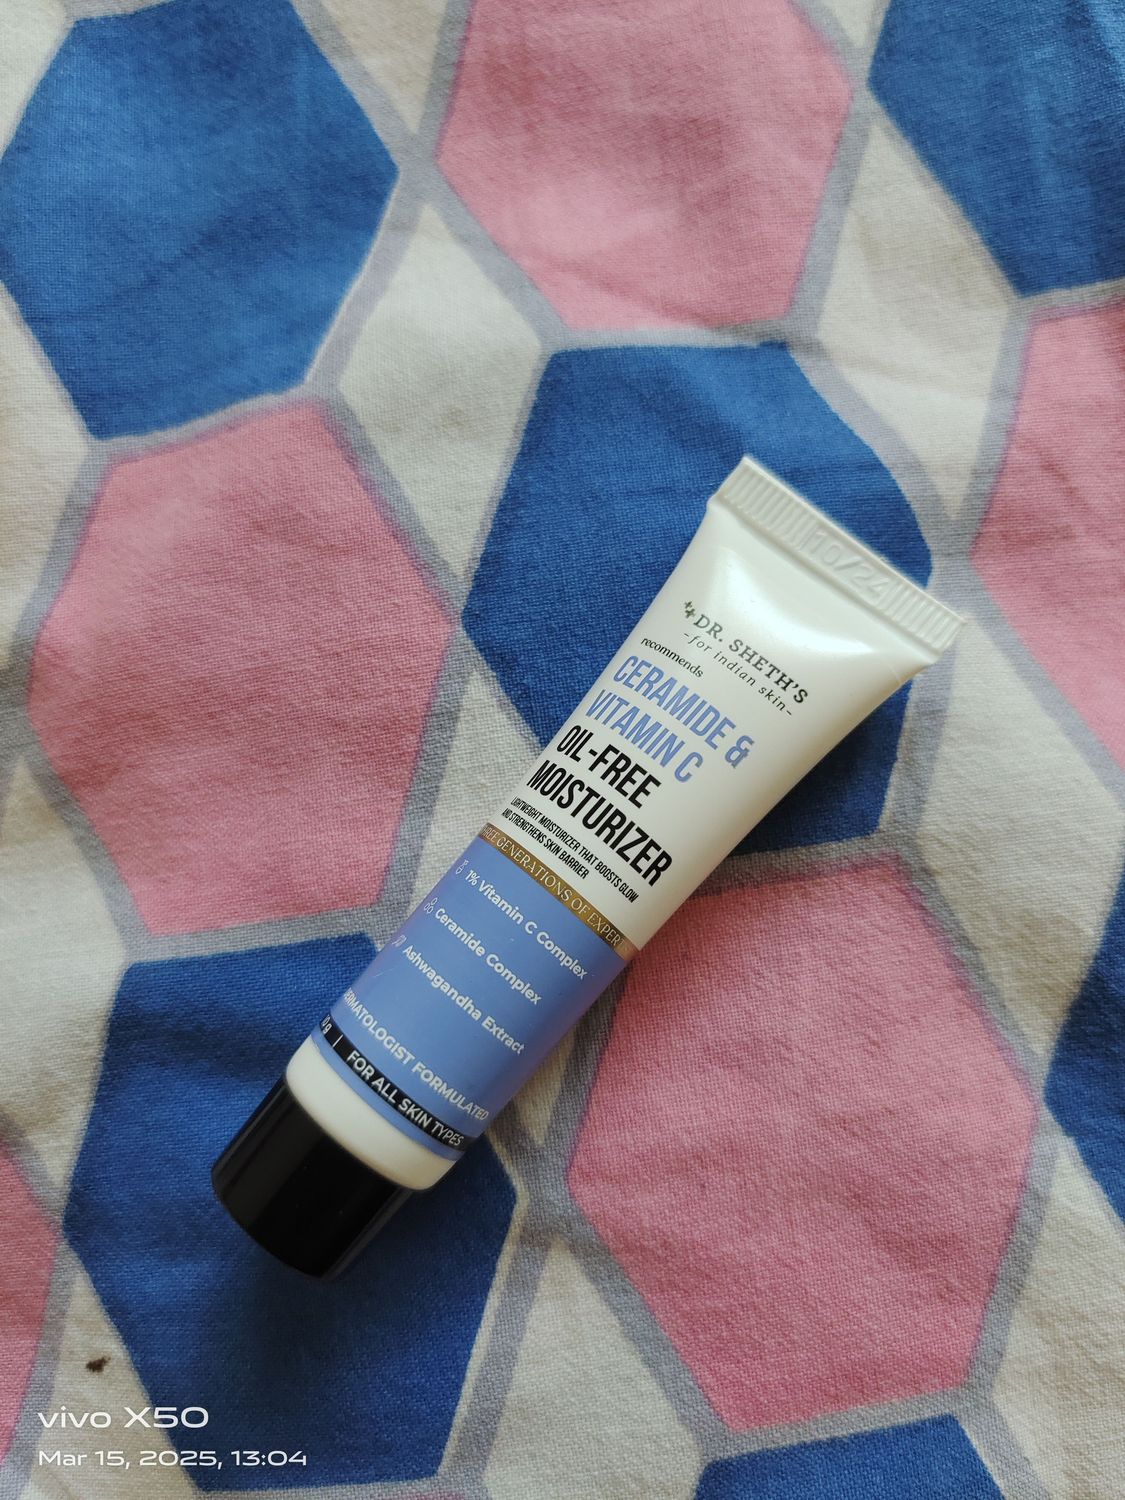 10/24
DR. SHETH'S
-for indian skin-
recommends
CERAMIDE &
VITAMIN C
OIL-FREE
MOISTURIZER
LIGHTWEIGHT MOISTURIZER THAT BOOSTS GLOW
AND STRENGTHENS SKIN BARRIER
GENERATIONS OF
1% Vitamin C Complex
Ceramide Complex
Ashwagandha Extract
FORMULATED
FOR ALL SKIN TYPES
vivo X50
Mar 15, 2025, 13:04